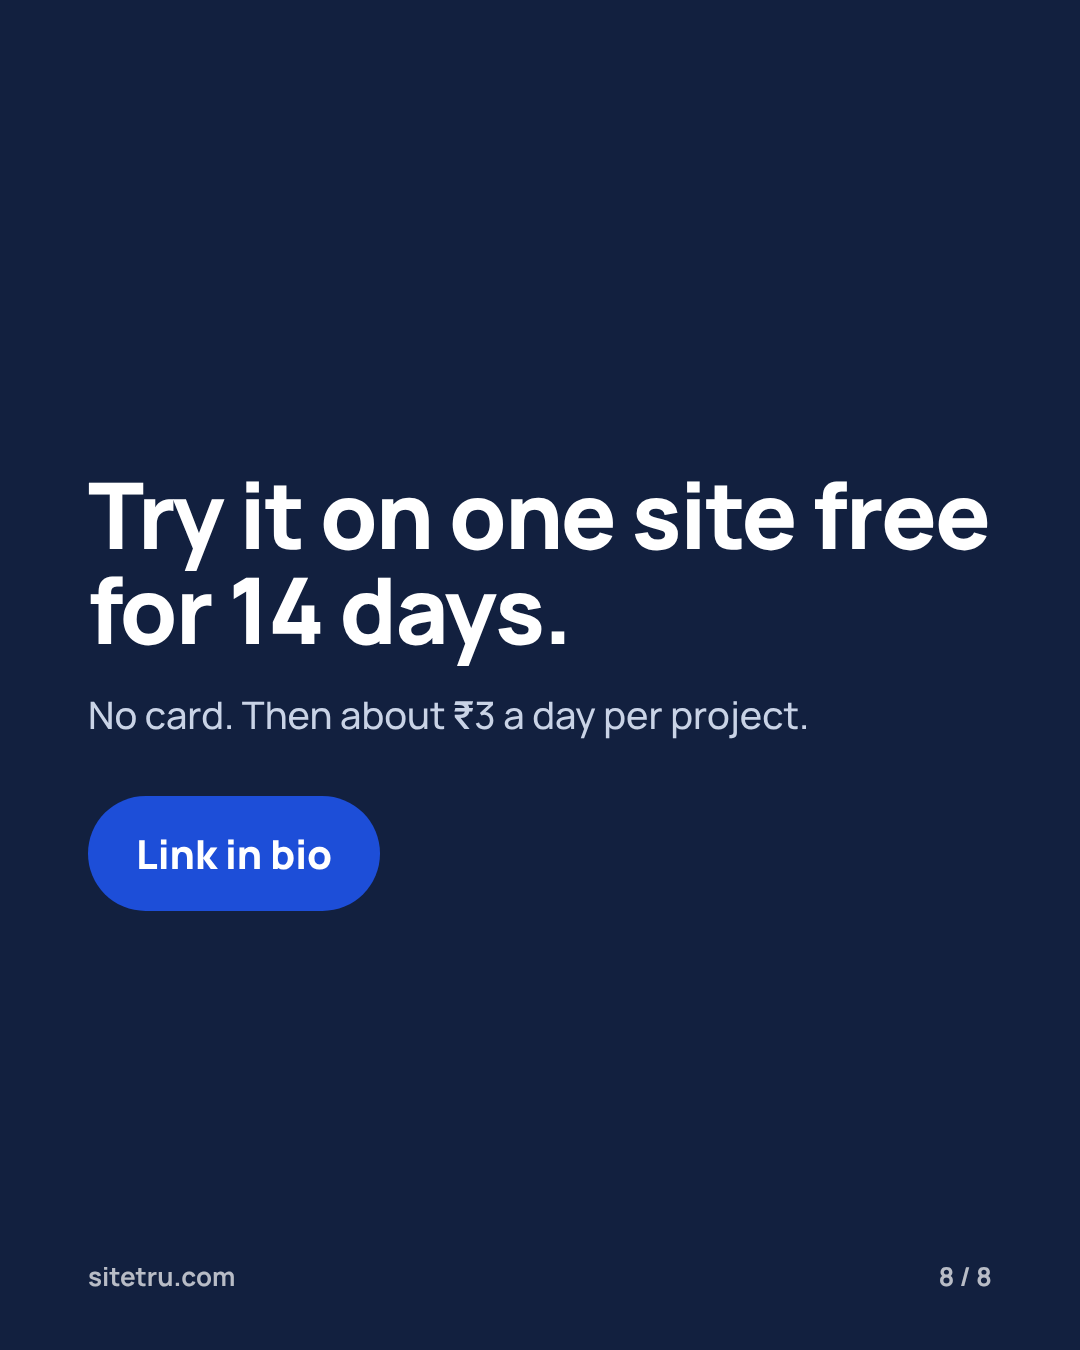 Try it on one site free
for 14 days.
No card. Then about ₹3 a day per project.
Link in bio
sitetru.com
8 / 8